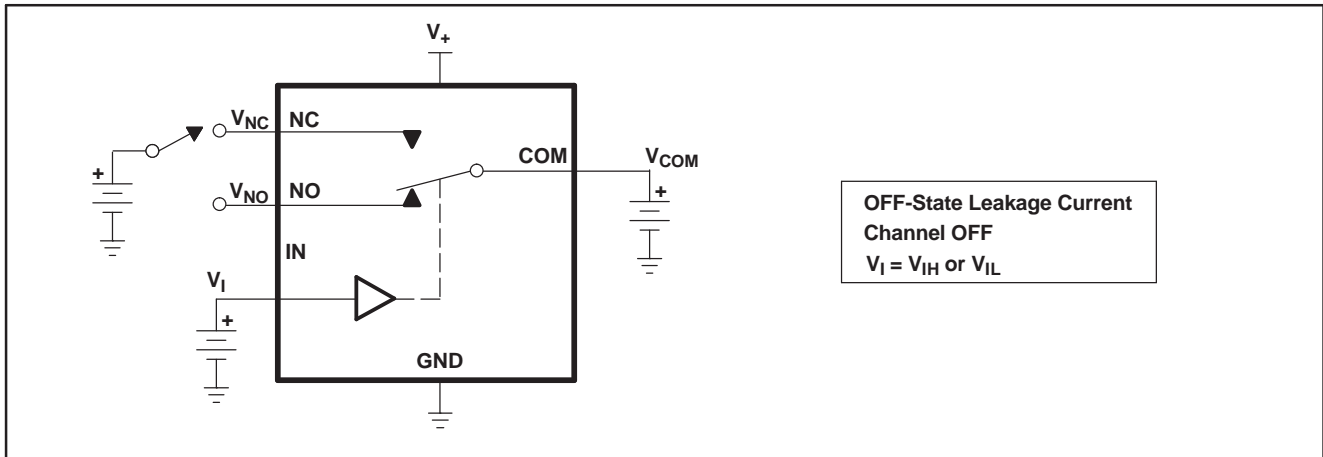 V+
VNC NC
+
COM VCOM
+
VNO NO
IN
VI
+
GND
OFF-State Leakage Current
Channel OFF
VI = VIH or VIL